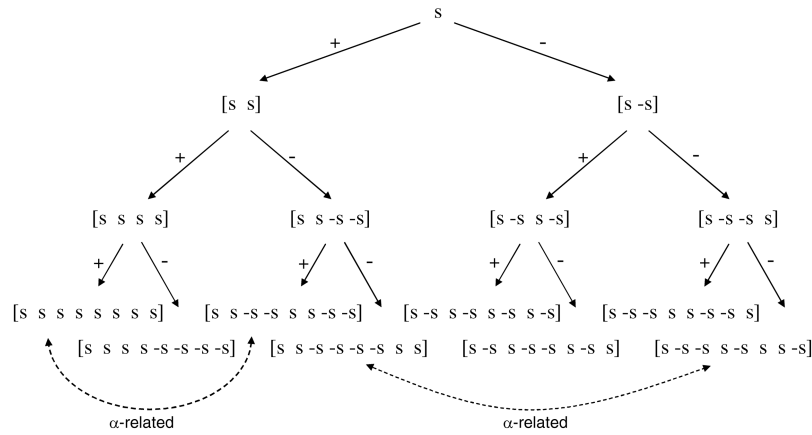 s
+ -
[s s] [s -s]
+ - + -
[s s s s] [s s -s -s] [s -s s -s] [s -s -s s]
+ - + - + - + -
[s s s s s s s s] [s s -s -s s s -s -s] [s -s s -s s -s s -s] [s -s -s s s -s -s s]
[s s s s -s -s -s -s] [s s -s -s -s -s s s] [s -s s -s -s s -s s] [s -s -s s -s s s -s]
α-related α-related